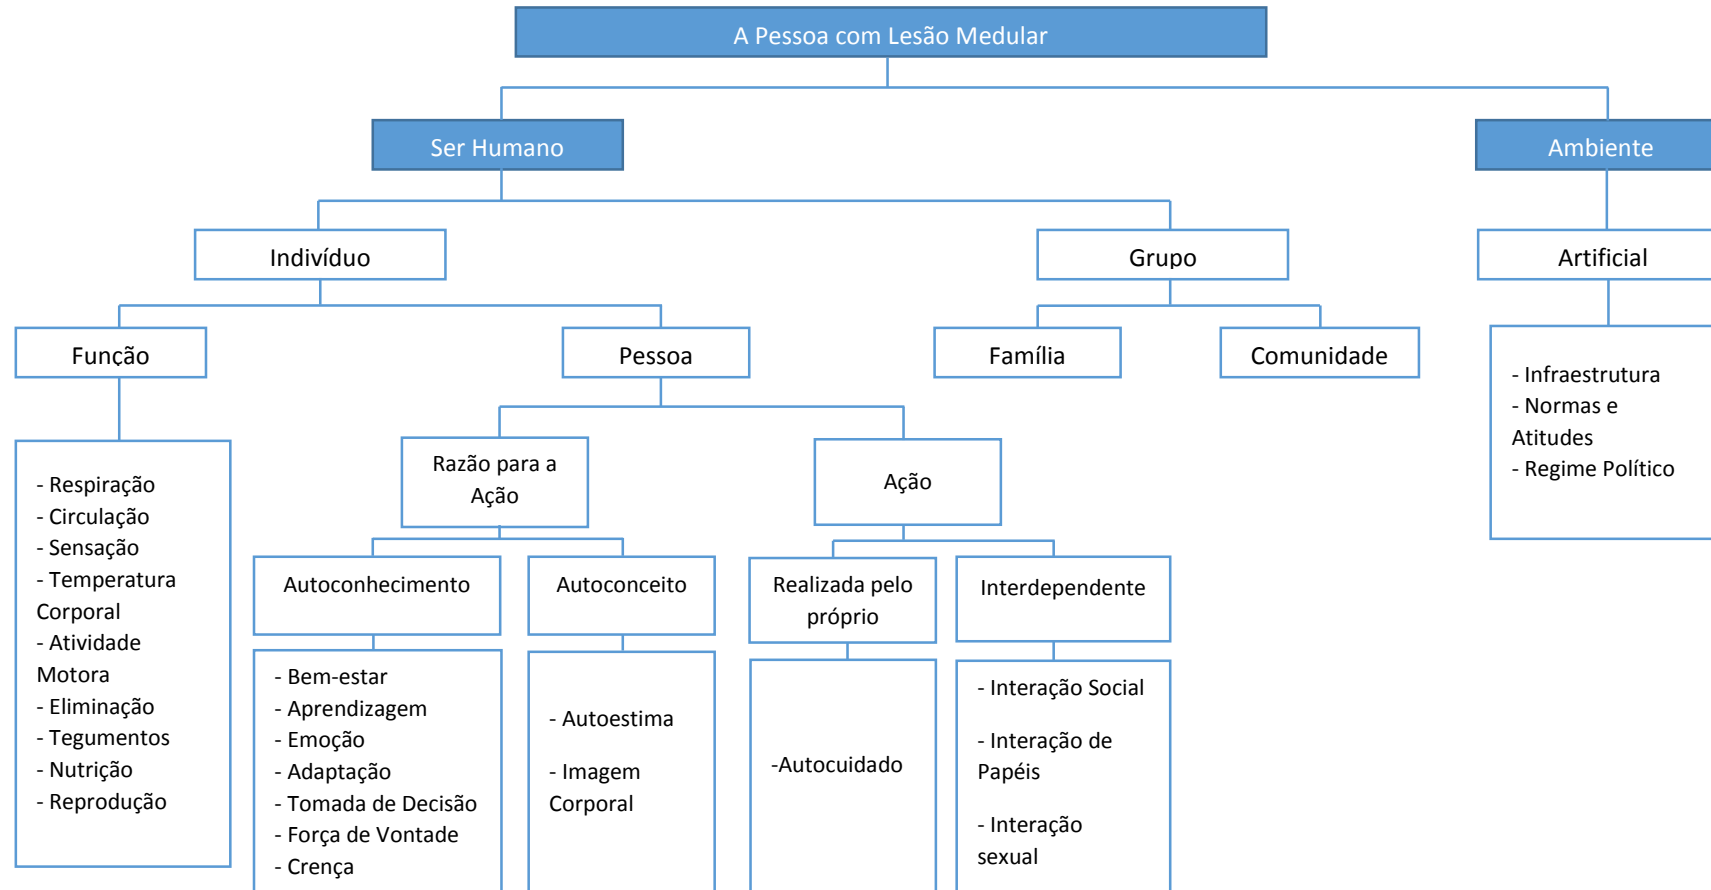 A Pessoa com Lesão Medular
Ser Humano
Ambiente
Indivíduo
Grupo
Artificial
Função
Pessoa
Família
Comunidade
- Infraestrutura
- Normas e
Atitudes
- Regime Político
Razão para a
Ação
Ação
- Respiração
- Circulação
- Sensação
- Temperatura
Corporal
- Atividade
Motora
- Eliminação
- Tegumentos
- Nutrição
- Reprodução
Autoconhecimento
Autoconceito
Realizada pelo
próprio
Interdependente
- Bem-estar
- Aprendizagem
- Emoção
- Adaptação
- Tomada de Decisão
- Força de Vontade
- Crença
- Autoestima
- Imagem
Corporal
-Autocuidado
- Interação Social
- Interação de
Papéis
- Interação
sexual